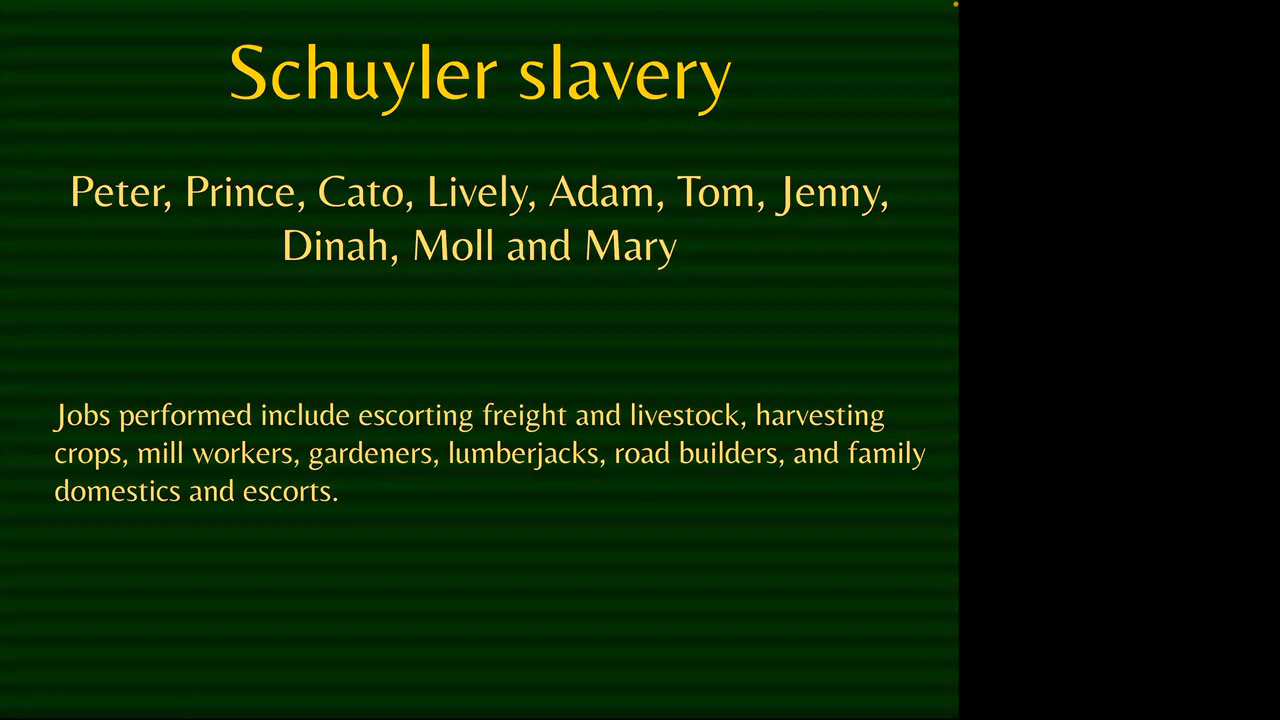 Schuyler slavery
Peter, Prince, Cato, Lively, Adam, Tom, Jenny,
Dinah, Moll and Mary
Jobs performed include escorting freight and livestock, harvesting
crops, mill workers, gardeners, lumberjacks, road builders, and family
domestics and escorts.